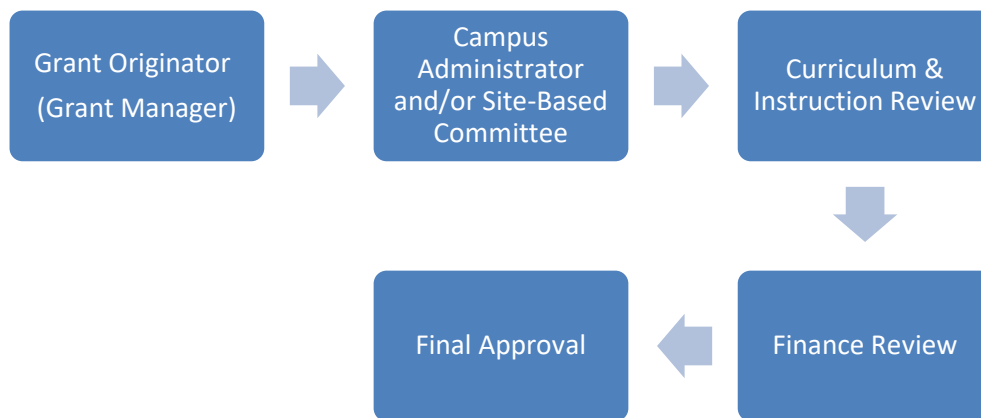 Grant Originator
(Grant Manager)
Campus
Administrator
and/or Site-Based
Committee
Curriculum &
Instruction Review
Finance Review
Final Approval